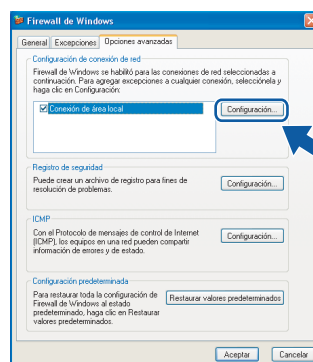 Firewall de Windows
General Excepciones Opciones avanzadas
Configuración de conexión de red
Firewall de Windows se habilitó para las conexiones de red seleccionadas a
continuación. Para agregar excepciones a cualquier conexión, selecciónela y
haga clic en Configuración:
Conexión de área local
Configuración...
Registro de seguridad
Puede crear un archivo de registro para fines de
resolución de problemas.
Configuración...
ICMP
Con el Protocolo de mensajes de control de Internet
(ICMP), los equipos en una red pueden compartir
información de errores y de estado.
Configuración...
Configuración predeterminada
Para restaurar toda la configuración de
Firewall de Windows al estado
predeterminado, haga clic en Restaurar
valores predeterminados.
Restaurar valores predeterminados
Aceptar Cancelar